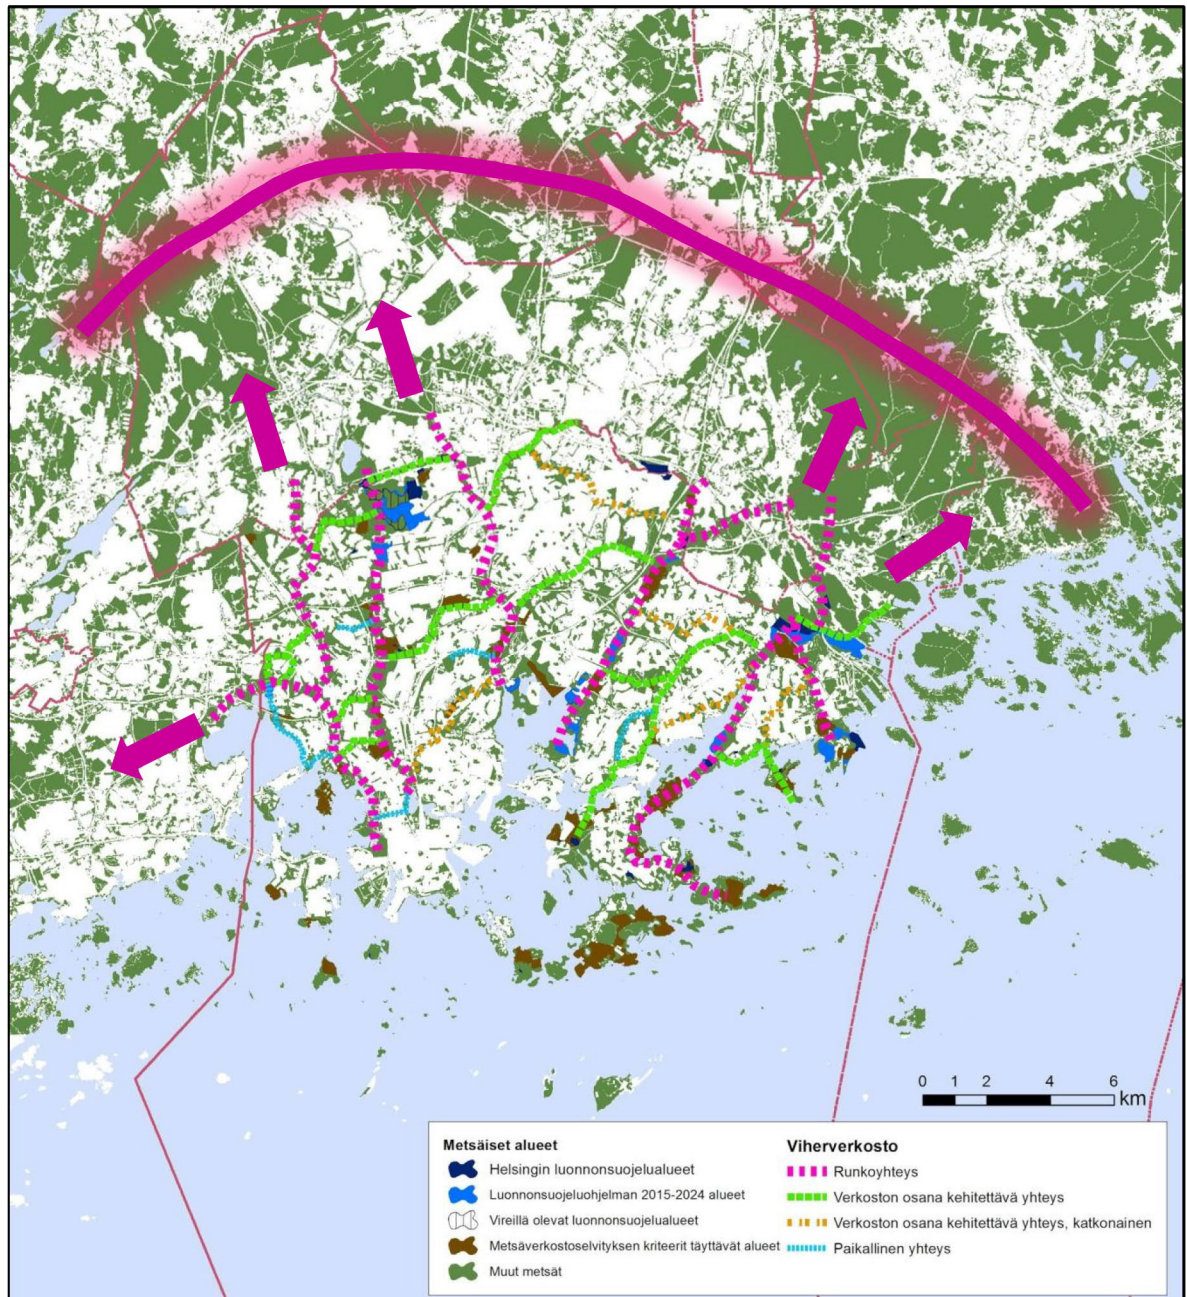 0 1 2 4 6
km
Metsäiset alueet
Helsingin luonnonsuojelualueet
Luonnonsuojeluohjelman 2015-2024 alueet
Vireillä olevat luonnonsuojelualueet
Metsäverkostoselvityksen kriteerit täyttävät alueet
Muut metsät
Viherverkosto
Runkoyhteys
Verkoston osana kehitettävä yhteys
Verkoston osana kehitettävä yhteys, katkonainen
Paikallinen yhteys